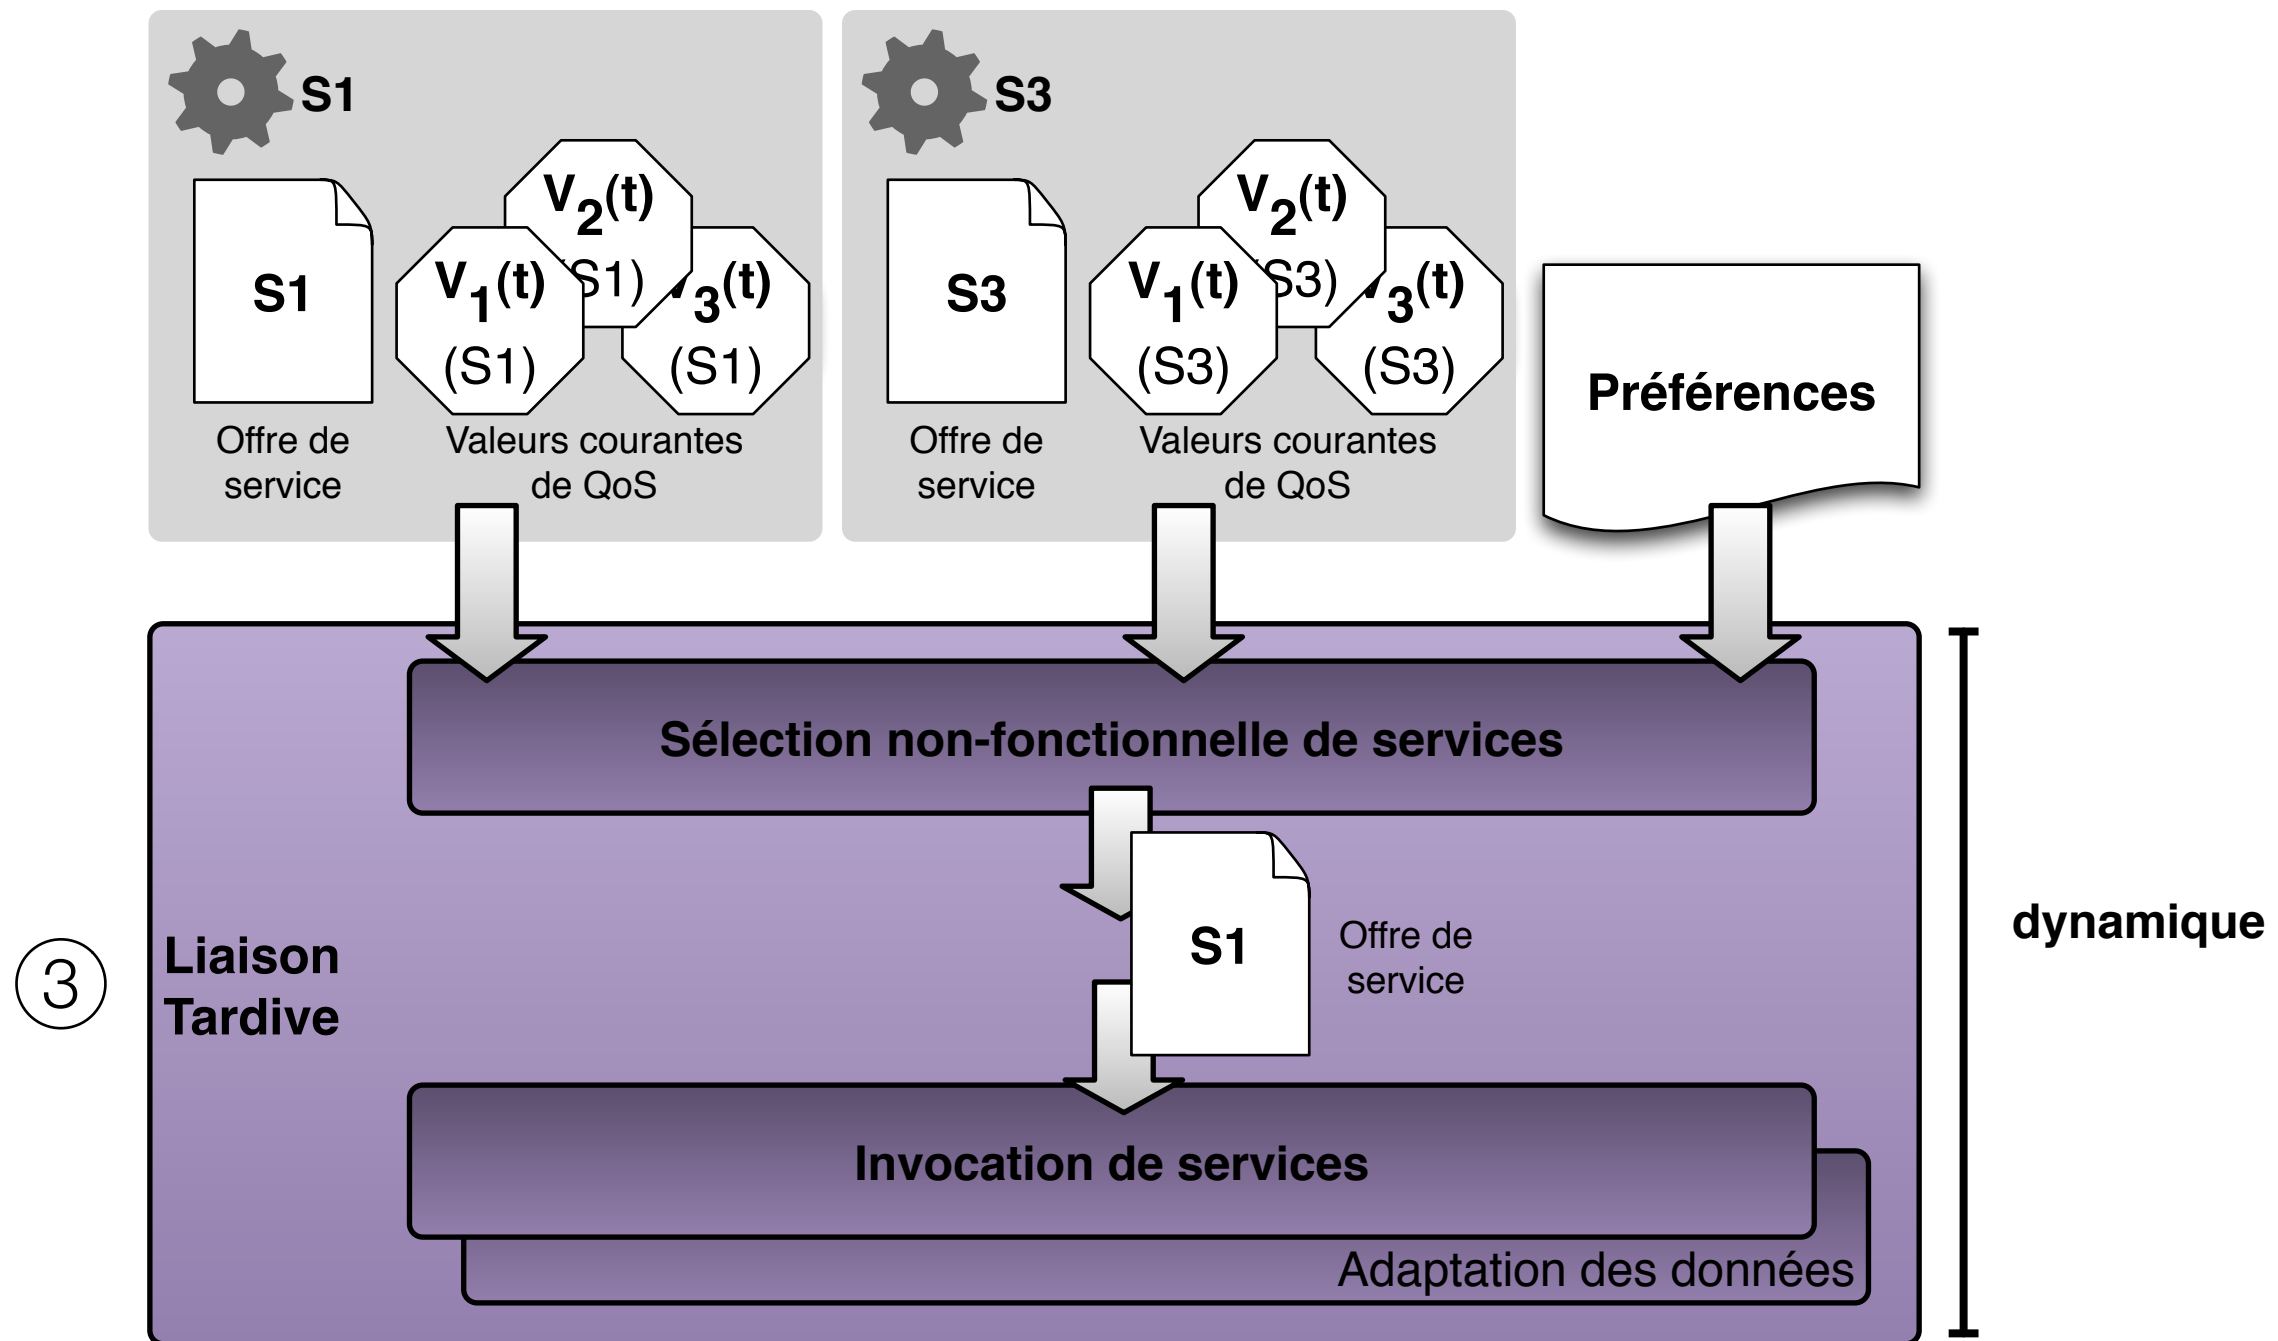 S1
S1
V1(t)
(S1)
V2(t)
(S1)
V3(t)
(S1)
Offre de
service
Valeurs courantes
de QoS
S3
S3
V1(t)
(S3)
V2(t)
(S3)
V3(t)
(S3)
Offre de
service
Valeurs courantes
de QoS
Préférences
Sélection non-fonctionnelle de services
S1
Offre de
service
3
Liaison
Tardive
dynamique
Invocation de services
Adaptation des données